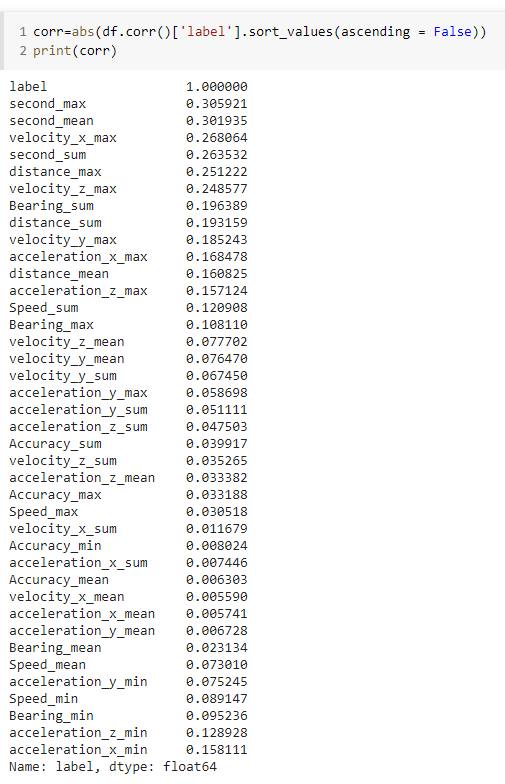 1 corr=abs(df.corr()['label'].sort_values(ascending = False))
2 print(corr)
label 1.000000
second_max 0.305921
second_mean 0.301935
velocity_x_max 0.268064
second_sum 0.263532
distance_max 0.251222
velocity_z_max 0.248577
Bearing_sum 0.196389
distance_sum 0.193159
velocity_y_max 0.185243
acceleration_x_max 0.168478
distance_mean 0.160825
acceleration_z_max 0.157124
Speed_sum 0.120908
Bearing_max 0.108110
velocity_z_mean 0.077702
velocity_y_mean 0.076470
velocity_y_sum 0.067450
acceleration_y_max 0.058698
acceleration_y_sum 0.051111
acceleration_z_sum 0.047503
Accuracy_sum 0.039917
velocity_z_sum 0.035265
acceleration_z_mean 0.033382
Accuracy_max 0.033188
Speed_max 0.030518
velocity_x_sum 0.011679
Accuracy_min 0.008024
acceleration_x_sum 0.007446
Accuracy_mean 0.006303
velocity_x_mean 0.005590
acceleration_x_mean 0.005741
acceleration_y_mean 0.006728
Bearing_mean 0.023134
Speed_mean 0.073010
acceleration_y_min 0.075245
Speed_min 0.089147
Bearing_min 0.095236
acceleration_z_min 0.128928
acceleration_x_min 0.158111
Name: label, dtype: float64